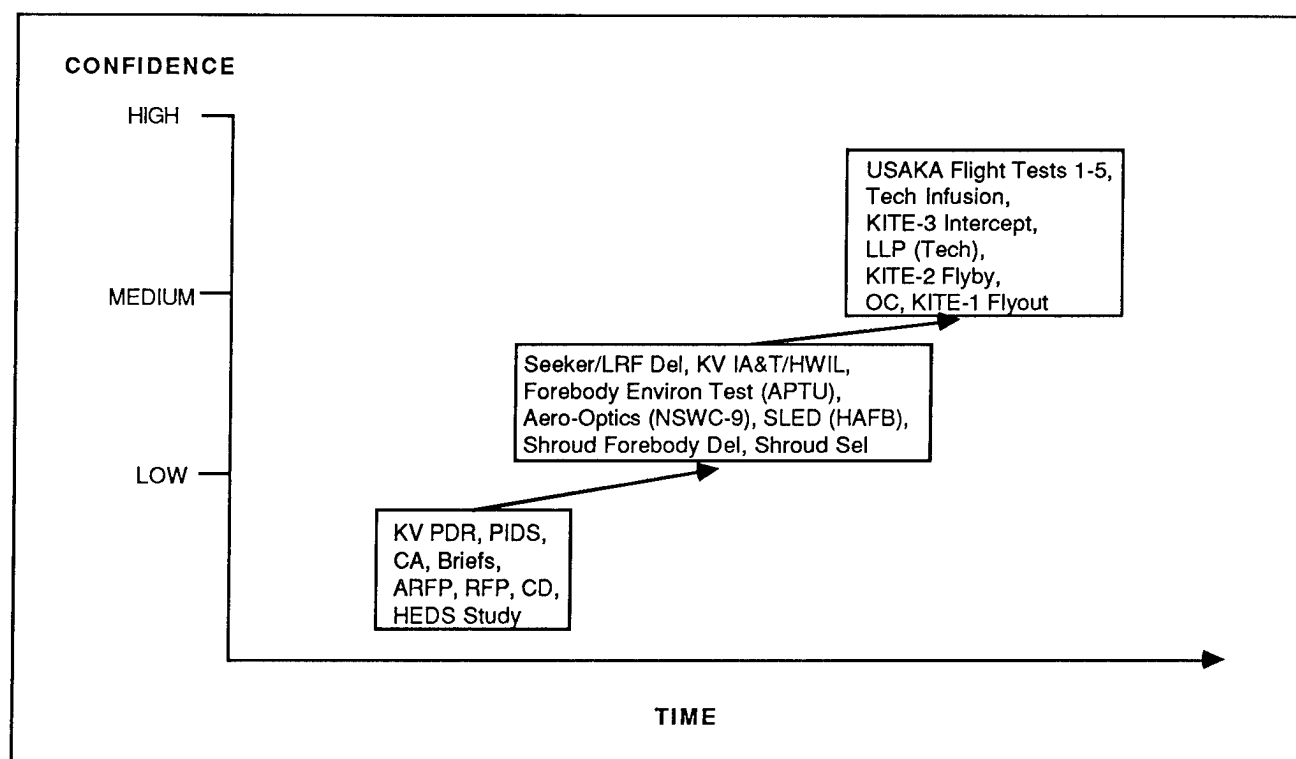 CONFIDENCE
HIGH
USAKA Flight Tests 1-5,
Tech Infusion,
KITE-3 Intercept,
LLP (Tech),
KITE-2 Flyby,
OC, KITE-1 Flyout
MEDIUM
Seeker/LRF Del, KV IA&T/HWIL,
Forebody Environ Test (APTU),
Aero-Optics (NSWC-9), SLED (HAFB),
Shroud Forebody Del, Shroud Sel
LOW
KV PDR, PIDS,
CA, Briefs,
ARFP, RFP, CD,
HEDS Study
TIME